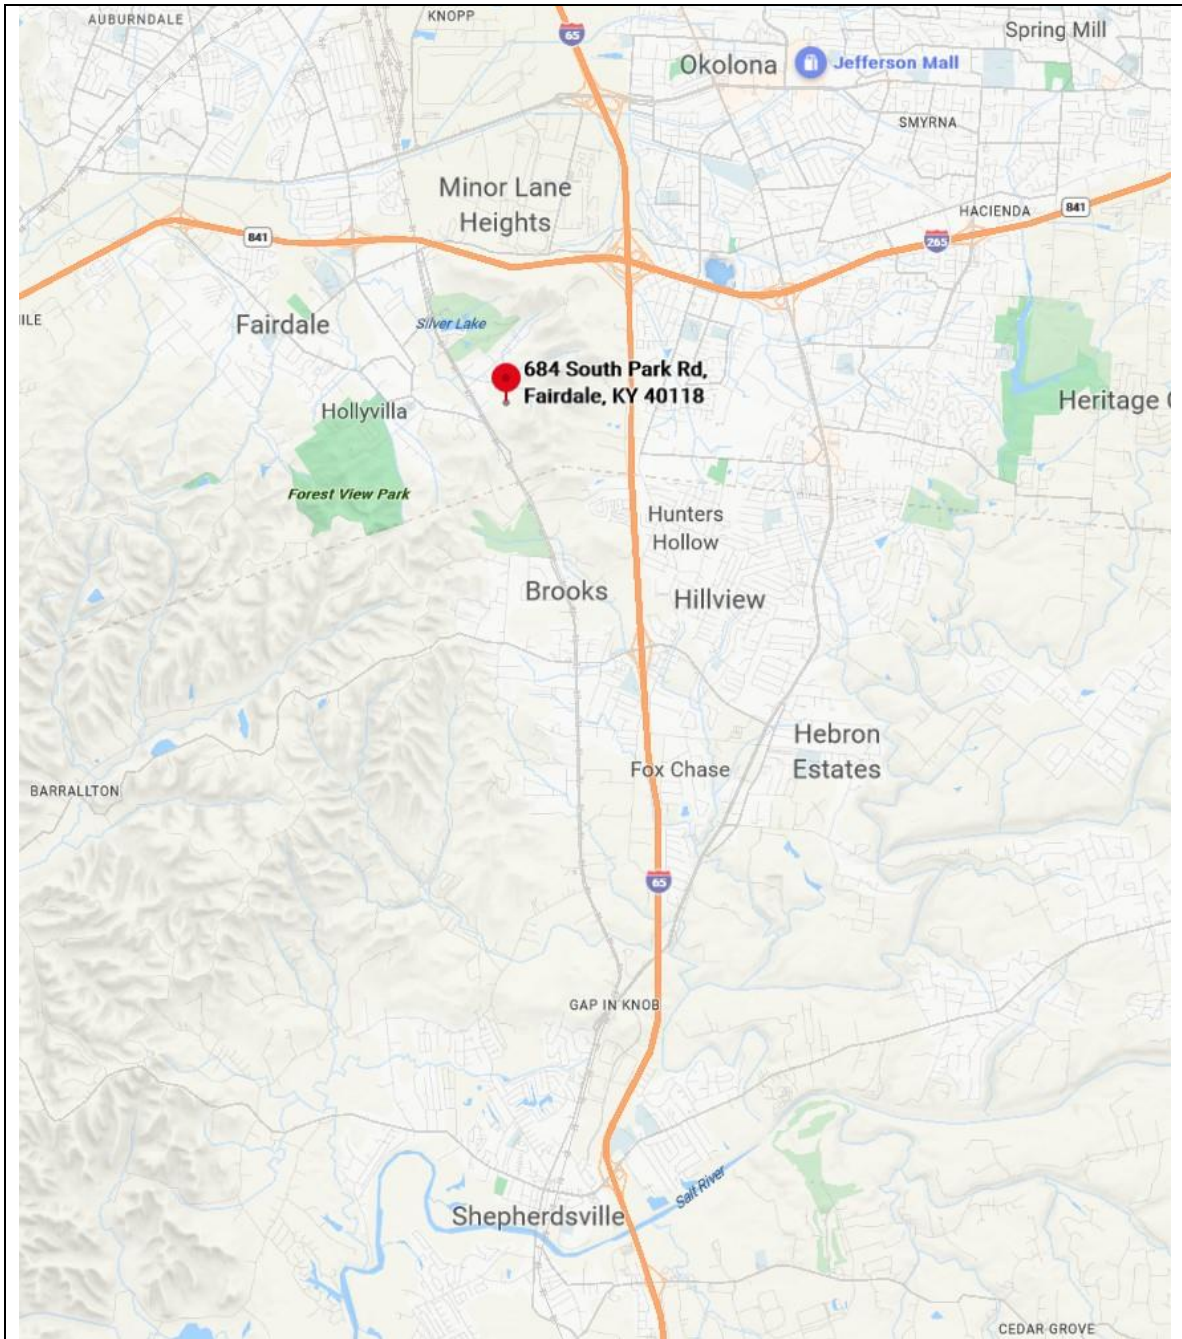 AUBURNDALE
KNOPP
65
Spring Mill
Okolona
Jefferson Mall
SMYRNA
Minor Lane
Heights
HACIENDA
841
841
265
ILE
Fairdale
Silver Lake
684 South Park Rd,
Fairdale, KY 40118
Hollyvilla
Heritage
Forest View Park
Hunters
Hollow
Brooks
Hillview
Hebron
Estates
Fox Chase
BARRALLTON
65
GAP IN KNOB
Salt River
Shepherdsville
CEDAR GROVE